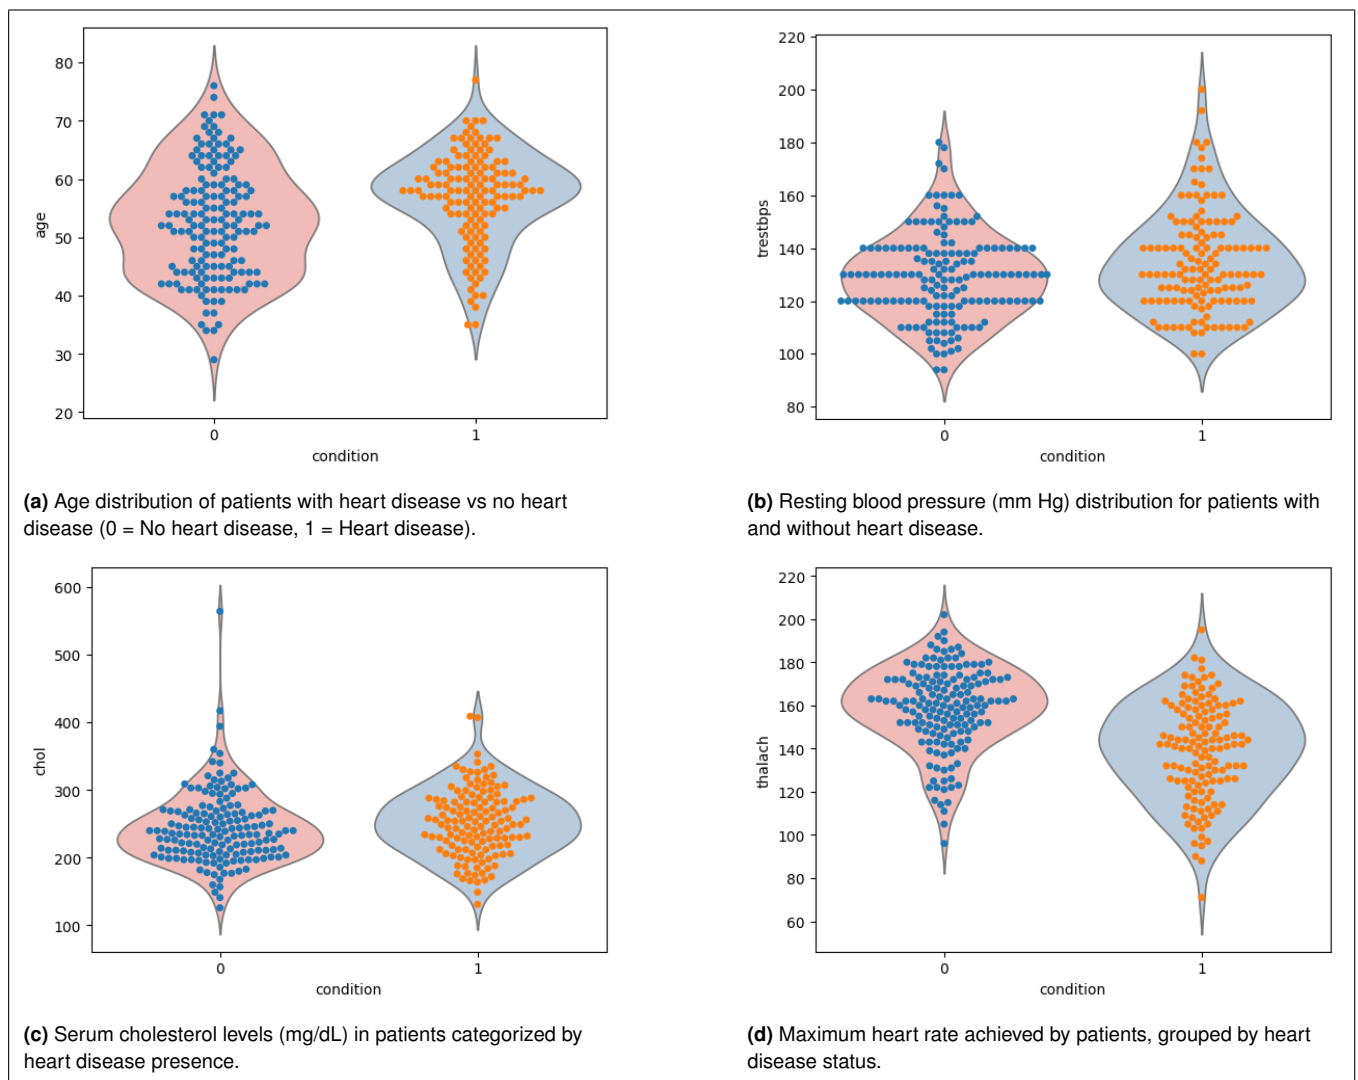 80
70
60
50
40
30
20
age
0 1
condition
(a) Age distribution of patients with heart disease vs no heart
disease (0 = No heart disease, 1 = Heart disease).
220
200
180
160
140
120
100
80
trestbps
0 1
condition
(b) Resting blood pressure (mm Hg) distribution for patients with
and without heart disease.
600
500
400
300
200
100
chol
0 1
condition
(c) Serum cholesterol levels (mg/dL) in patients categorized by
heart disease presence.
220
200
180
160
140
120
100
80
60
thalach
0 1
condition
(d) Maximum heart rate achieved by patients, grouped by heart
disease status.